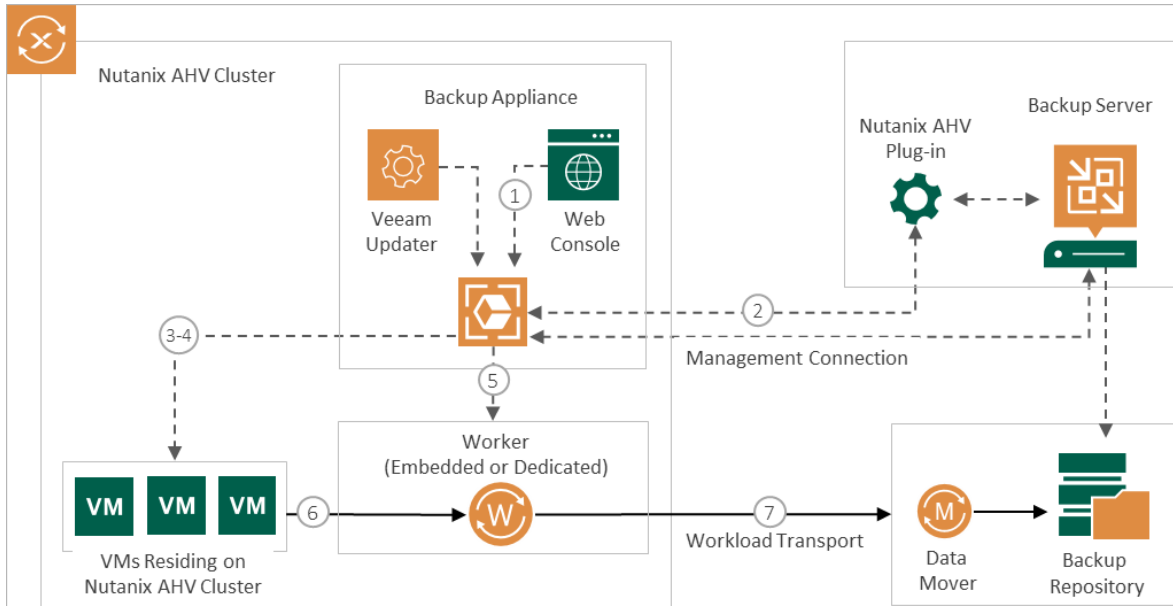 Nutanix AHV Cluster
Backup Appliance
Veeam
Updater
1
Web
Console
Nutanix AHV
Plug-in
Backup Server
2
Management Connection
3-4
5
Worker
(Embedded or Dedicated)
W
VM
VM
VM
6
VMs Residing on
Nutanix AHV Cluster
7
Workload Transport
M
Data
Mover
Backup
Repository